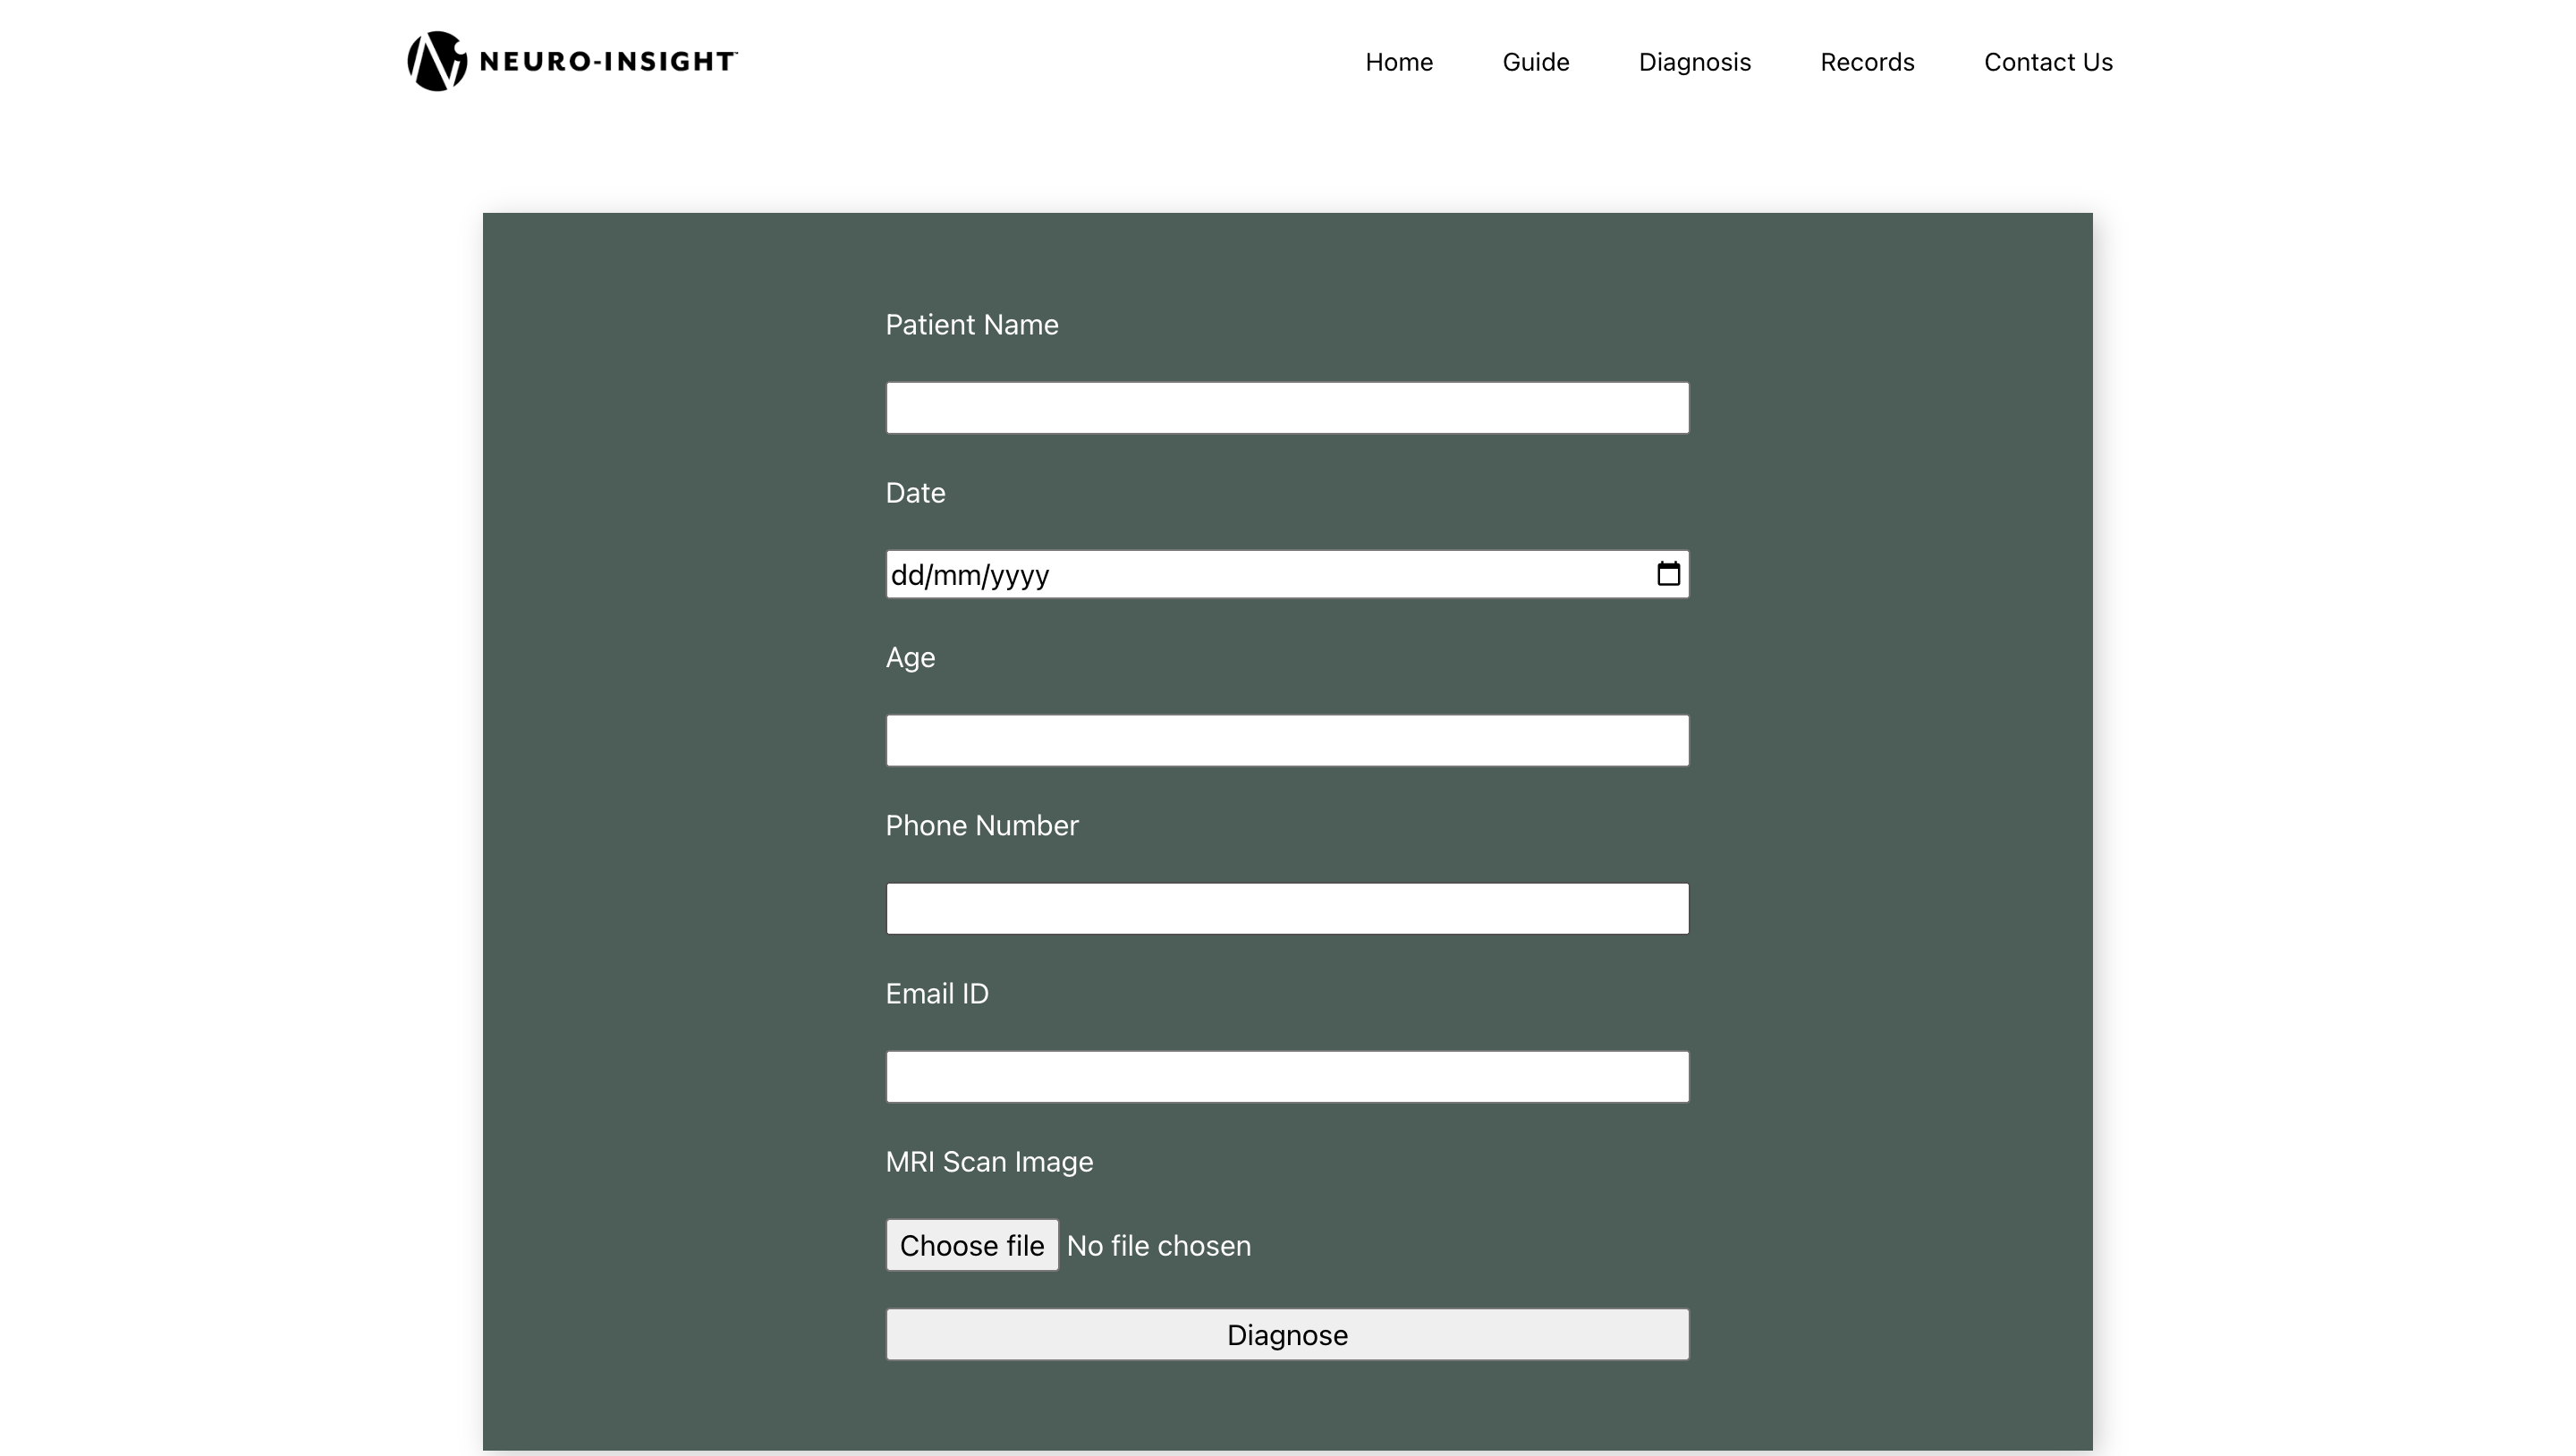 NEURO-INSIGHT
Home Guide Diagnosis Records Contact Us
Patient Name
Date
dd/mm/yyyy
Age
Phone Number
Email ID
MRI Scan Image
Choose file No file chosen
Diagnose